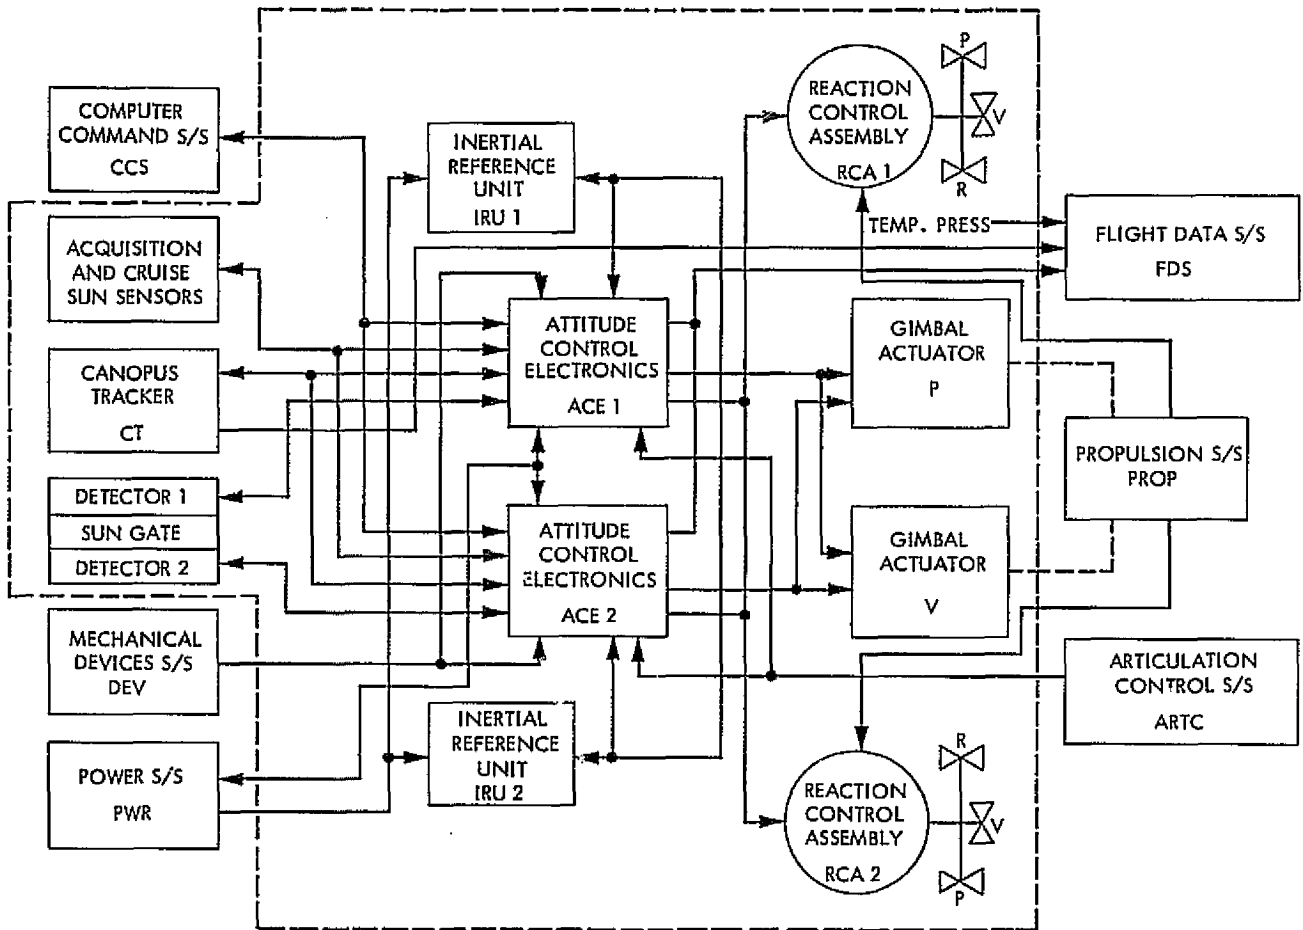 COMPUTER
COMMAND S/S
CCS
ACQUISITION
AND CRUISE
SUN SENSORS
CANOPUS
TRACKER
CT
DETECTOR 1
SUN GATE
DETECTOR 2
MECHANICAL
DEVICES S/S
DEV
POWER S/S
PWR
INERTIAL
REFERENCE
UNIT
IRU 1
ATTITUDE
CONTROL
ELECTRONICS
ACE 1
ATTITUDE
CONTROL
ELECTRONICS
ACE 2
INERTIAL
REFERENCE
UNIT
IRU 2
REACTION
CONTROL
ASSEMBLY
RCA 1
P
V
R
TEMP. PRESS
GIMBAL
ACTUATOR
P
GIMBAL
ACTUATOR
V
REACTION
CONTROL
ASSEMBLY
RCA 2
R
V
P
FLIGHT DATA S/S
FDS
PROPULSION S/S
PROP
ARTICULATION
CONTROL S/S
ARTC